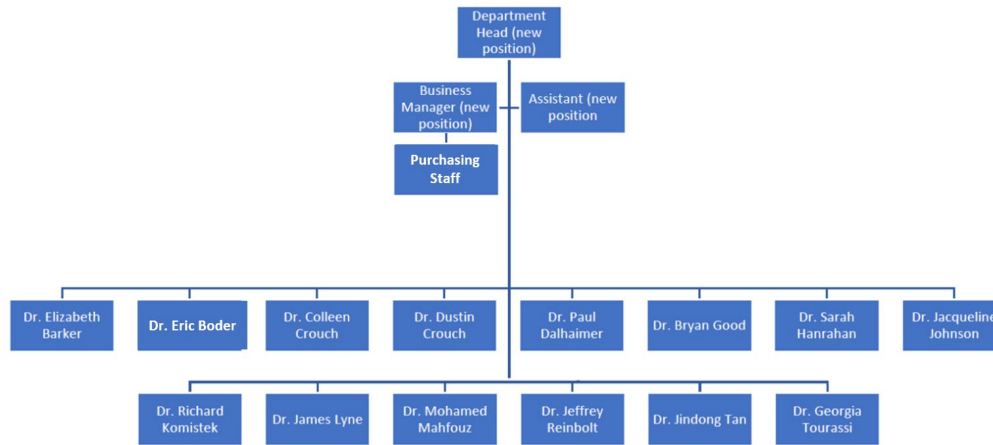 Department
Head (new
position)
Business
Manager (new
position)
Assistant (new
position
Purchasing
Staff
Dr. Elizabeth
Barker
Dr. Eric Boder
Dr. Colleen
Crouch
Dr. Dustin
Crouch
Dr. Paul
Dalhaimer
Dr. Bryan Good
Dr. Sarah
Hanrahan
Dr. Jacqueline
Johnson
Dr. Richard
Komistek
Dr. James Lyne
Dr. Mohamed
Mahfouz
Dr. Jeffrey
Reinbolt
Dr. Jindong Tan
Dr. Georgia
Tourassi